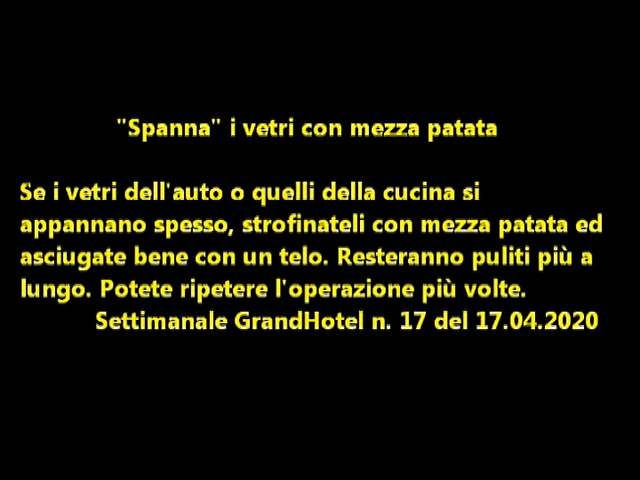 "Spanna" i vetri con mezza patata
Se i vetri dell'auto o quelli della cucina si
appannano spesso, strofinateli con mezza patata ed
asciugate bene con un telo. Resteranno puliti più a
lungo. Potete ripetere l'operazione più volte.
Settimanale GrandHotel n. 17 del 17.04.2020